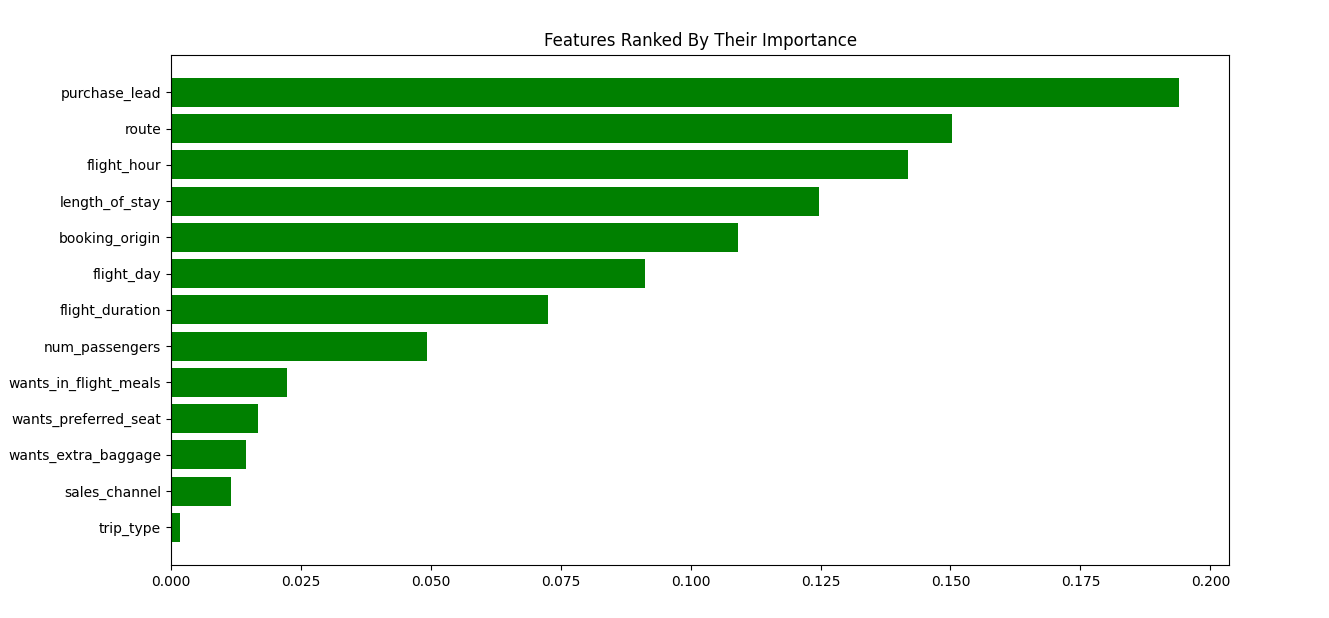 Features Ranked By Their Importance
purchase_lead
route
flight_hour
length_of_stay
booking_origin
flight_day
flight_duration
num_passengers
wants_in_flight_meals
wants_preferred_seat
wants_extra_baggage
sales_channel
trip_type
0.000 0.025 0.050 0.075 0.100 0.125 0.150 0.175 0.200